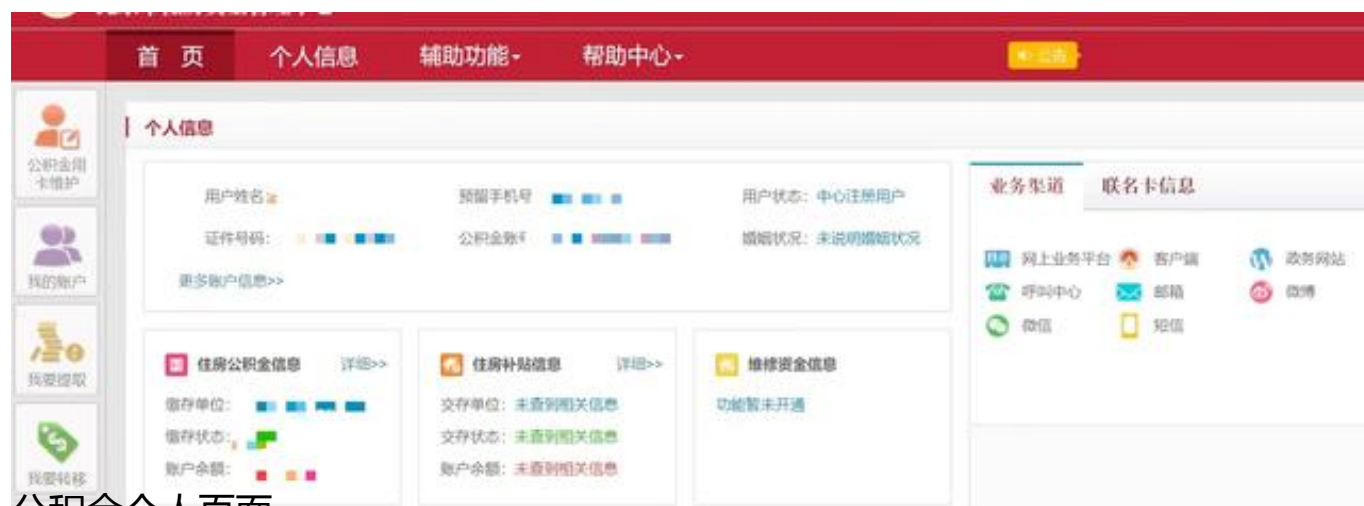 首 页 个人信息 辅助功能 帮助中心 公告
个人信息
公积金用
卡维护
用户姓名
预留手机号
用户状态：中心注册用户
证件号码：
公积金账
婚姻状况：未说明婚姻状况
更多账户信息>>
我的账户
业务渠道 联名卡信息
网上业务平台 客户端 政务网站
呼叫中心 邮箱 微博
微信 短信
住房公积金信息 详细>>
缴存单位：
缴存状态：
账户余额：
住房补贴信息 详细>>
交存单位：未查到相关信息
交存状态：未查到相关信息
账户余额：未查到相关信息
维修资金信息
功能暂未开通
我要提取
我要转移
公积金个人页面